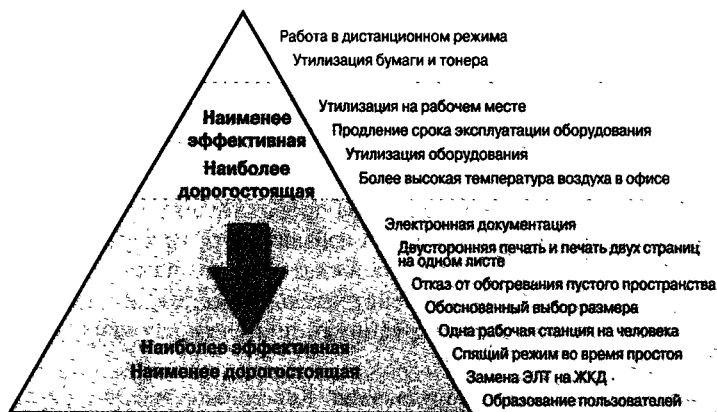 Работа в дистанционном режима
Утилизация бумаги и тонера
Утилизация на рабочем месте
Продление срока эксплуатации оборудования
Утилизация оборудования
Более высокая температура воздуха в офисе
Наименее
эффективная
Наиболее
дорогостоящая
Электронная документация
Двусторонняя печать и печать двух страниц
на одном листе
Отказ от обогревания пустого пространства
Обоснованный выбор размера
Одна рабочая станция на человека
Спящий режим во время простоя
Замена ЭЛТ на ЖКД
Образование пользователей
Наиболее эффективная
Наименее дорогостоящая